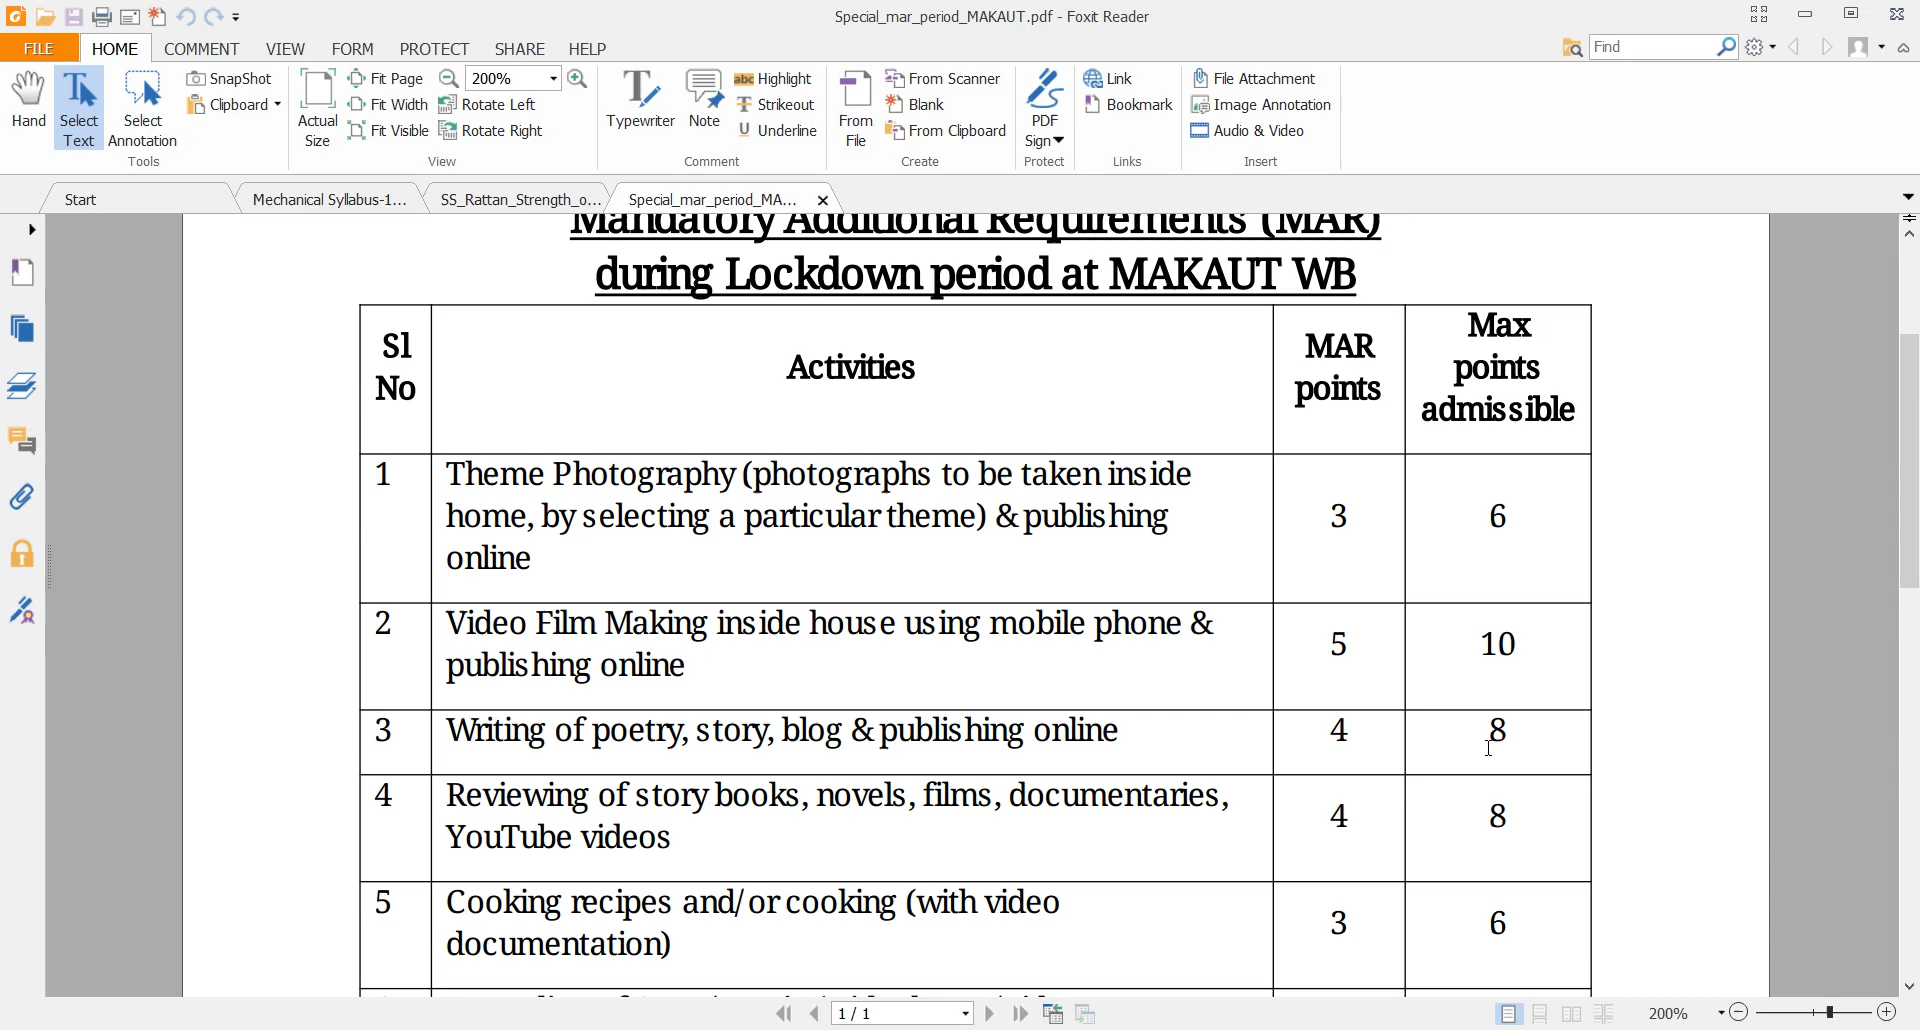 Special_mar_period_MAKAUT.pdf - Foxit Reader
FILE HOME COMMENT VIEW FORM PROTECT SHARE HELP
Find
Hand
Select
Text
Select
Annotation
SnapShot
Clipboard
Tools
Actual
Size
Fit Page
Fit Width
Fit Visible
200%
Rotate Left
Rotate Right
View
Typewriter
Note
abc Highlight
Strikeout
Underline
Comment
From
File
From Scanner
Blank
From Clipboard
Create
PDF
Sign
Protect
Link
Bookmark
Links
File Attachment
Image Annotation
Audio & Video
Insert
Start
Mechanical Syllabus-1...
SS_Rattan_Strength_o...
Special_mar_period_MA...
Mandatory Additional Requirements (MAR)
during Lockdown period at MAKAUT WB
Sl
No
Activities
MAR
points
Max
points
admissible
1
Theme Photography (photographs to be taken inside
home, by selecting a particular theme) & publishing
online
3
6
2
Video Film Making inside house using mobile phone &
publishing online
5
10
3
Writing of poetry, story, blog & publishing online
4
8
4
Reviewing of story books, novels, films, documentaries,
YouTube videos
4
8
5
Cooking recipes and/or cooking (with video
documentation)
3
6
1 / 1
200%